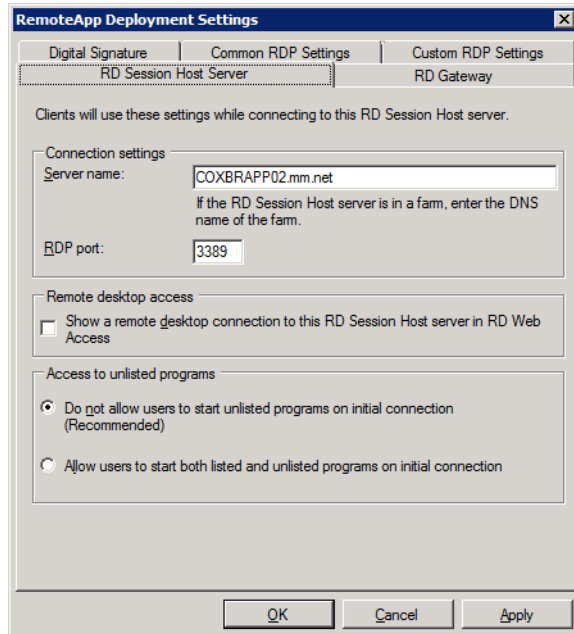 RemoteApp Deployment Settings
Digital Signature
Common RDP Settings
Custom RDP Settings
RD Session Host Server
RD Gateway
Clients will use these settings while connecting to this RD Session Host server.
Connection settings
Server name:
COXBRAPP02.mm.net
If the RD Session Host server is in a farm, enter the DNS
name of the farm.
RDP port:
3389
Remote desktop access
Show a remote desktop connection to this RD Session Host server in RD Web
Access
Access to unlisted programs
Do not allow users to start unlisted programs on initial connection
(Recommended)
Allow users to start both listed and unlisted programs on initial connection
OK
Cancel
Apply